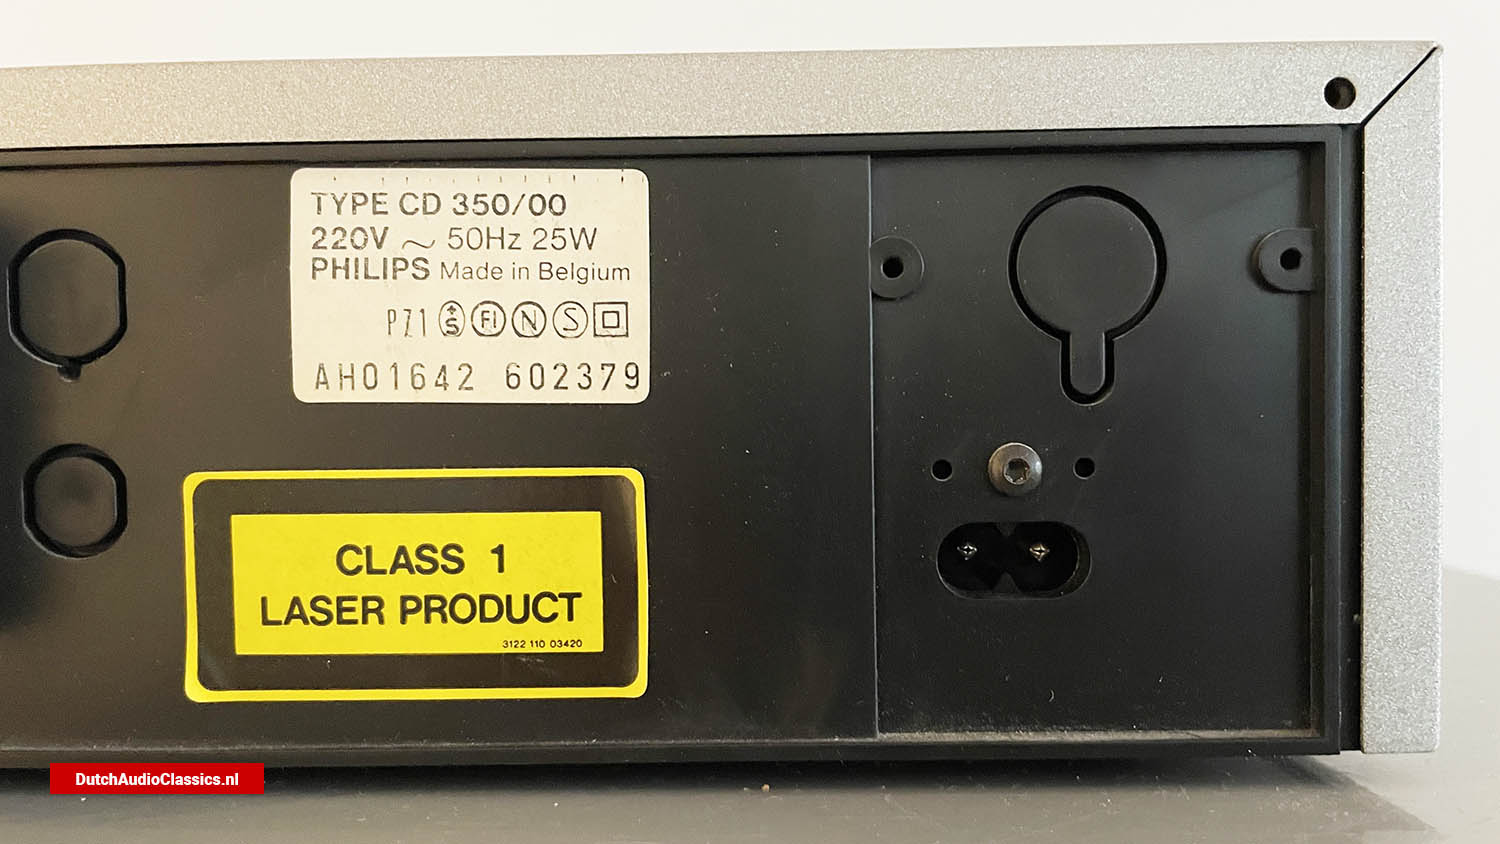 TYPE CD 350/00
220V ~ 50Hz 25W
PHILIPS Made in Belgium
PZ1 +S FI N S
AH01642 602379
CLASS 1
LASER PRODUCT
3122 110 03420
DutchAudioClassics.nl